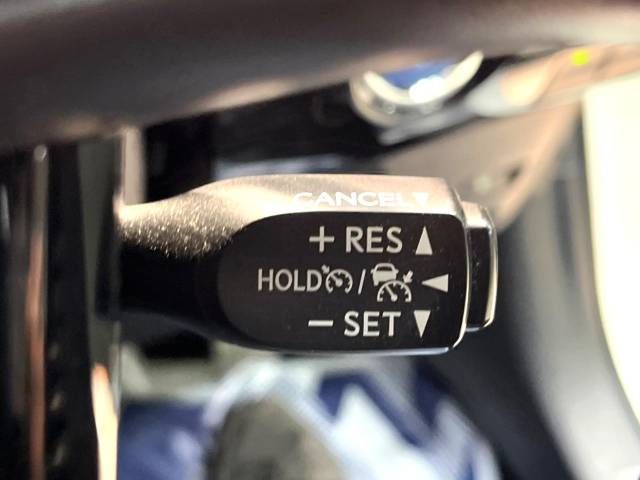 CANCEL▼
+ RES ▲
HOLD / ◀
− SET ▼